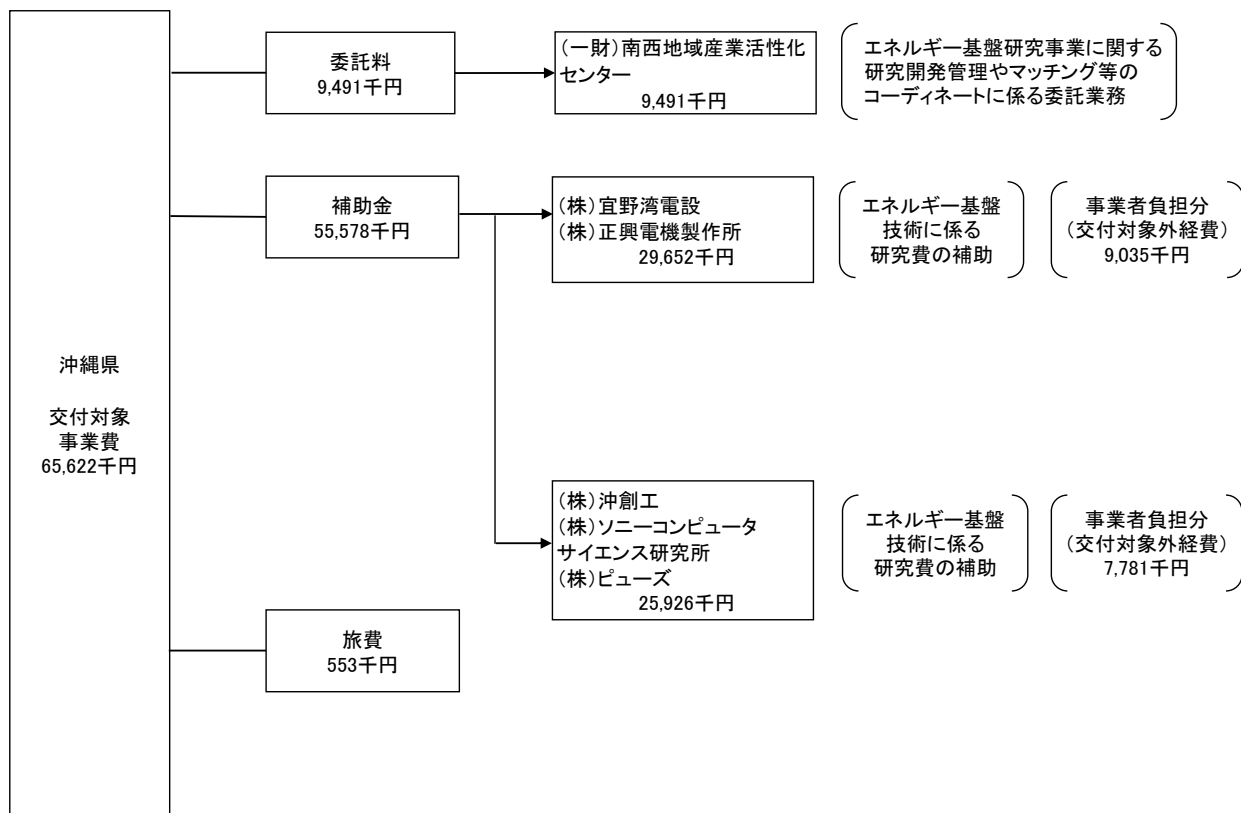 委託料
9,491千円
(一財)南西地域産業活性化
センター
9,491千円
エネルギー基盤研究事業に関する
研究開発管理やマッチング等の
コーディネートに係る委託業務
補助金
55,578千円
(株)宜野湾電設
(株)正興電機製作所
29,652千円
エネルギー基盤
技術に係る
研究費の補助
事業者負担分
(交付対象外経費)
9,035千円
沖縄県
交付対象
事業費
65,622千円
(株)沖創工
(株)ソニーコンピュータ
サイエンス研究所
(株)ピューズ
25,926千円
エネルギー基盤
技術に係る
研究費の補助
事業者負担分
(交付対象外経費)
7,781千円
旅費
553千円